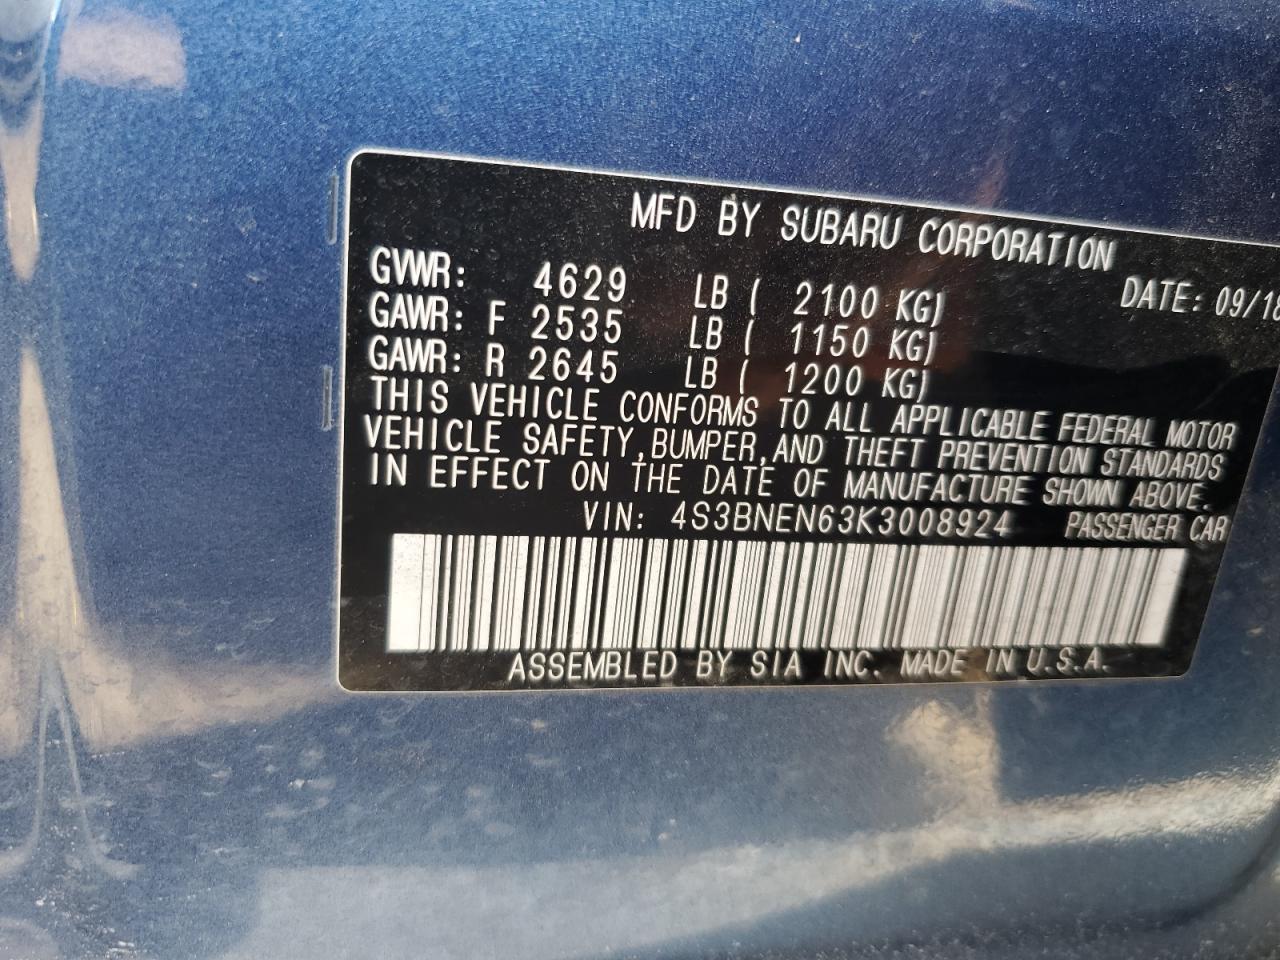 MFD BY SUBARU CORPORATION
DATE: 09/18
GVWR: 4629 LB ( 2100 KG)
GAWR: F 2535 LB ( 1150 KG)
GAWR: R 2645 LB ( 1200 KG)
THIS VEHICLE CONFORMS TO ALL APPLICABLE FEDERAL MOTOR
VEHICLE SAFETY, BUMPER, AND THEFT PREVENTION STANDARDS
IN EFFECT ON THE DATE OF MANUFACTURE SHOWN ABOVE.
VIN: 4S3BNEN63K3008924 PASSENGER CAR
ASSEMBLED BY SIA INC. MADE IN U.S.A.